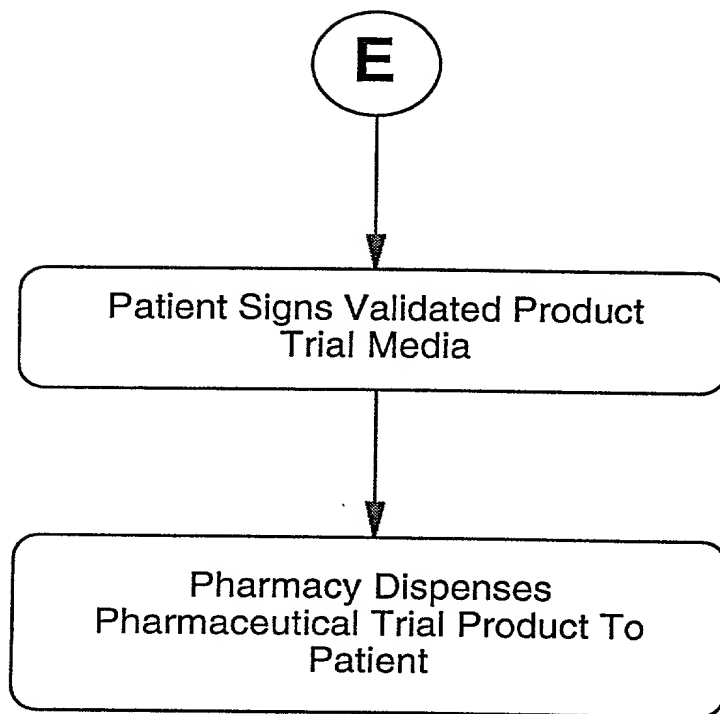 E
Patient Signs Validated Product
Trial Media
Pharmacy Dispenses
Pharmaceutical Trial Product To
Patient